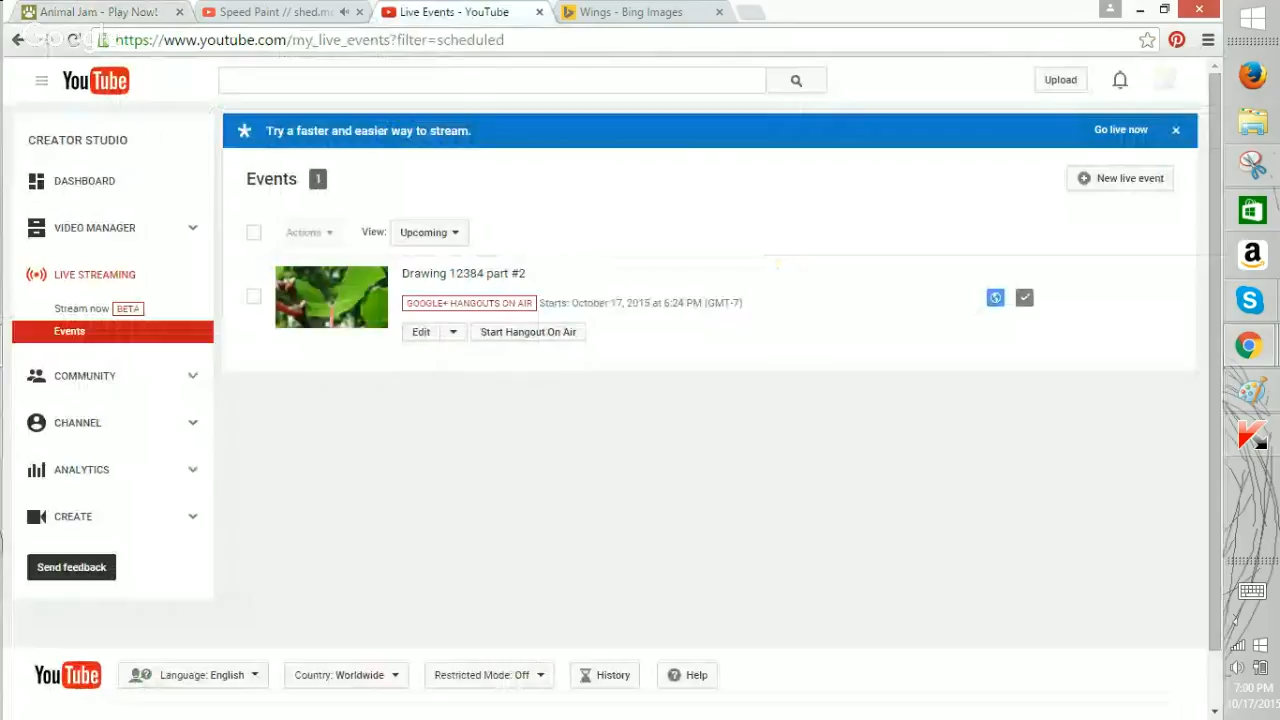 Animal Jam - Play Now!
Speed Paint // shed.mo
Live Events - YouTube
Wings - Bing Images
https://www.youtube.com/my_live_events?filter=scheduled
YouTube
Upload
CREATOR STUDIO
Try a faster and easier way to stream.
Go live now
DASHBOARD
Events 1
New live event
VIDEO MANAGER
Actions
View: Upcoming
LIVE STREAMING
Drawing 12384 part #2
Stream now BETA
GOOGLE+ HANGOUTS ON AIR Starts: October 17, 2015 at 6:24 PM (GMT-7)
Events
Edit
Start Hangout On Air
COMMUNITY
CHANNEL
ANALYTICS
CREATE
Send feedback
YouTube
Language: English
Country: Worldwide
Restricted Mode: Off
History
Help
7:00 PM
10/17/2015